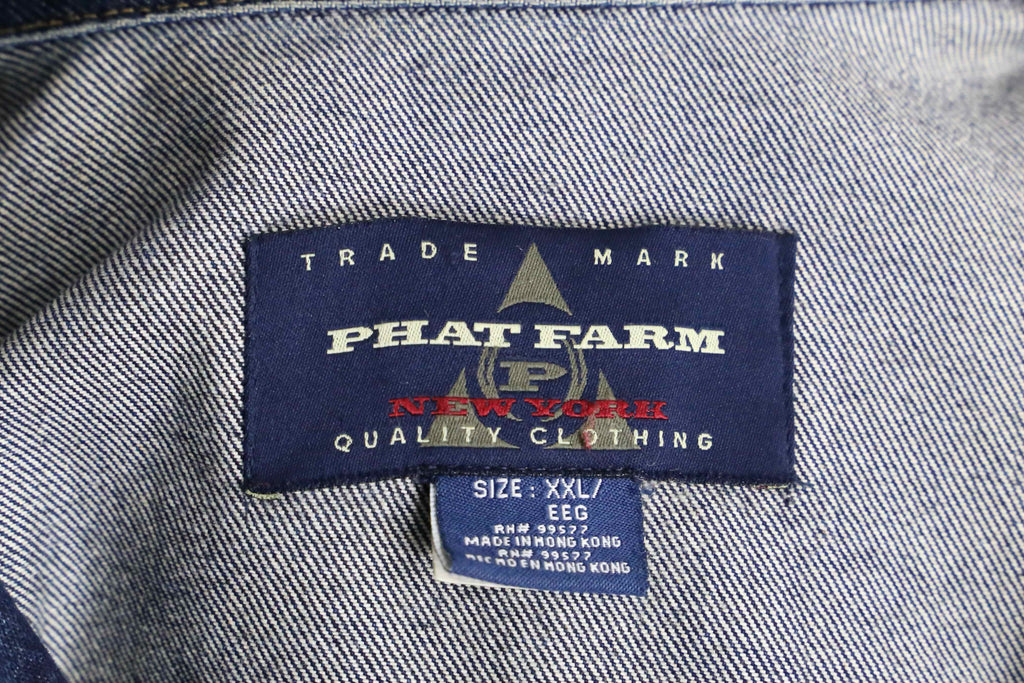 TRADE MARK
PHAT FARM
P
NEW YORK
QUALITY CLOTHING
SIZE : XXL/
EEG
RN# 99577
MADE IN HONG KONG
RN# 99577
HECHO EN HONG KONG